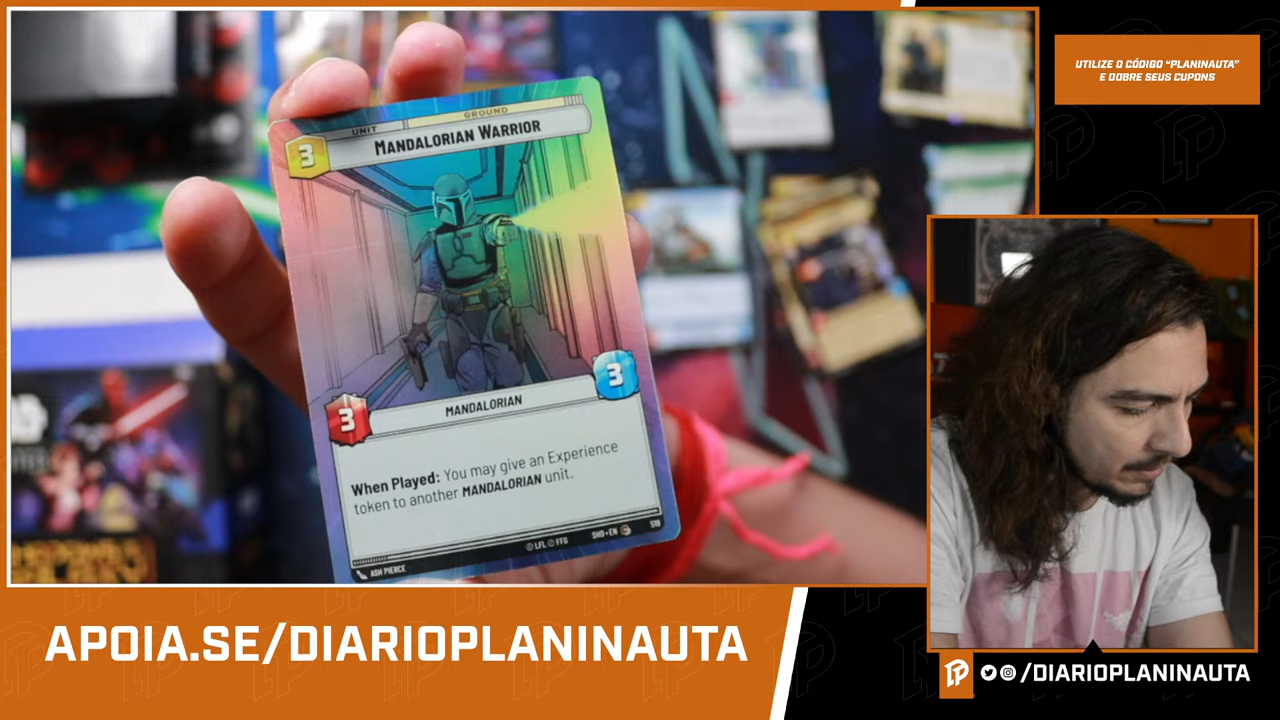 UTILIZE O CÓDIGO “PLANINAUTA”
E DOBRE SEUS CUPONS
UNIT
GROUND
3
MANDALORIAN WARRIOR
3
MANDALORIAN
3
When Played: You may give an Experience
token to another MANDALORIAN unit.
© LFL © FFG
SHD • EN
519
ASH PIERCE
APOIA.SE/DIARIOPLANINAUTA
/DIARIOPLANINAUTA